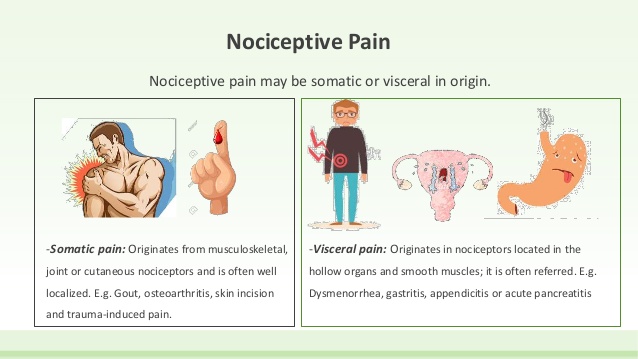 Nociceptive Pain
Nociceptive pain may be somatic or visceral in origin.
-Somatic pain: Originates from musculoskeletal,
joint or cutaneous nociceptors and is often well
localized. E.g. Gout, osteoarthritis, skin incision
and trauma-induced pain.
-Visceral pain: Originates in nociceptors located in the
hollow organs and smooth muscles; it is often referred. E.g.
Dysmenorrhea, gastritis, appendicitis or acute pancreatitis